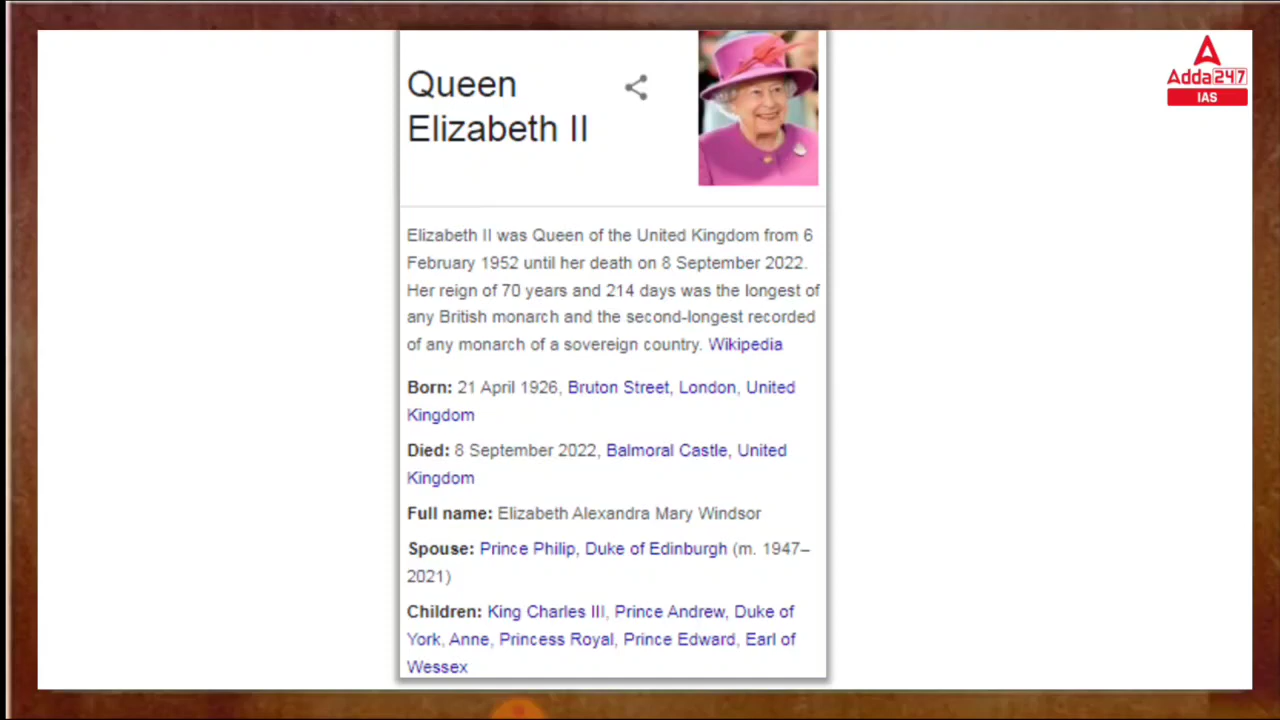 Queen
Elizabeth II
Adda247
IAS
Elizabeth II was Queen of the United Kingdom from 6
February 1952 until her death on 8 September 2022.
Her reign of 70 years and 214 days was the longest of
any British monarch and the second-longest recorded
of any monarch of a sovereign country. Wikipedia
Born: 21 April 1926, Bruton Street, London, United
Kingdom
Died: 8 September 2022, Balmoral Castle, United
Kingdom
Full name: Elizabeth Alexandra Mary Windsor
Spouse: Prince Philip, Duke of Edinburgh (m. 1947–
2021)
Children: King Charles III, Prince Andrew, Duke of
York, Anne, Princess Royal, Prince Edward, Earl of
Wessex